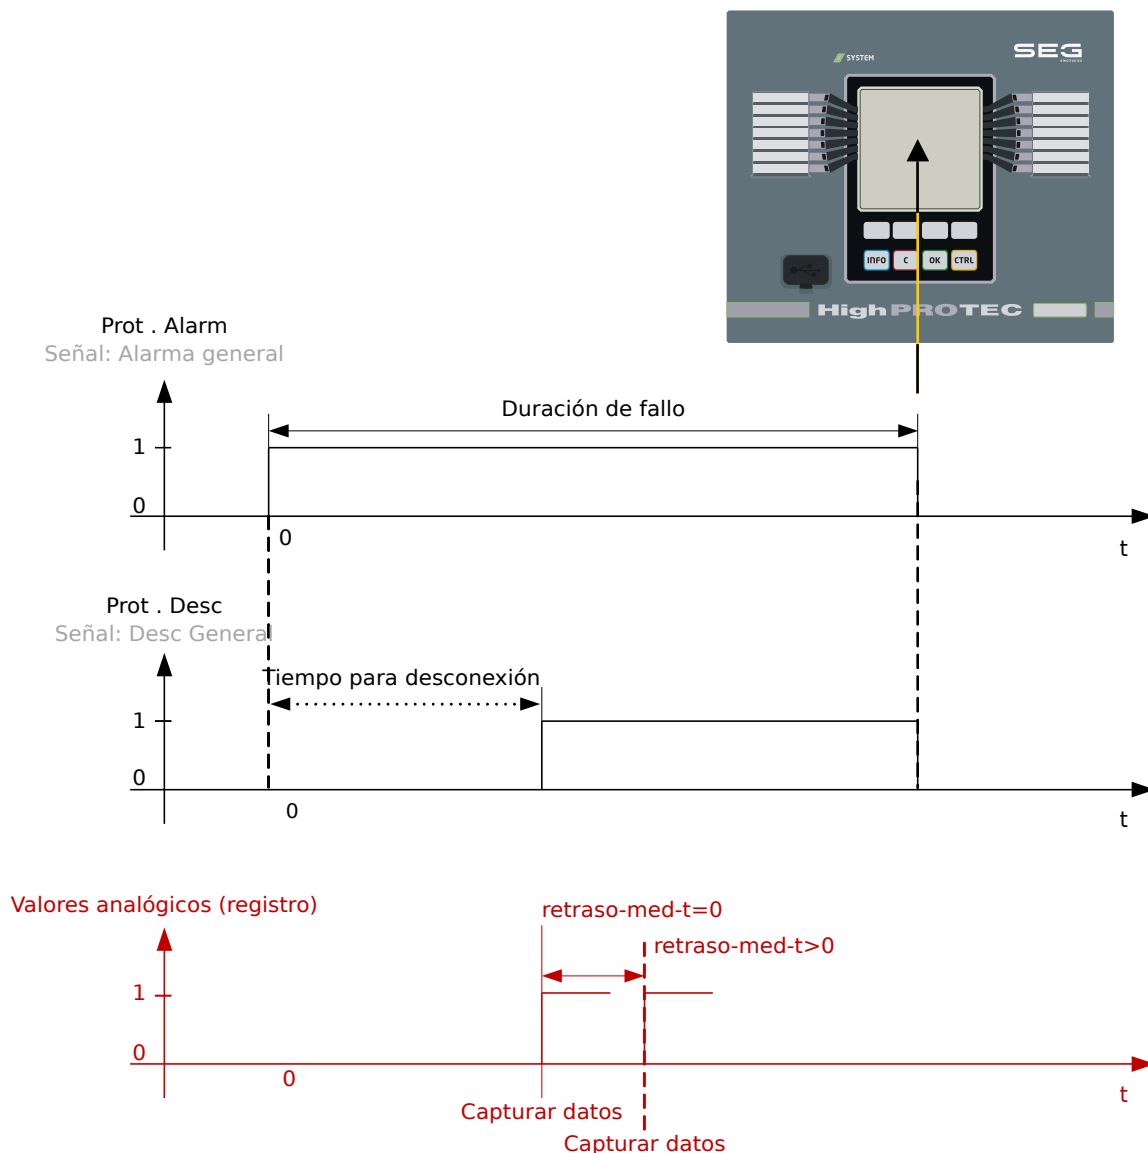 SEG
SYSTEM
INFO
C
OK
CTRL
HighPROTEC
Prot . Alarm
Señal: Alarma general
Duración de fallo
1
0
0
t
Prot . Desc
Señal: Desc General
Tiempo para desconexión
1
0
0
t
Valores analógicos (registro)
retraso-med-t=0
retraso-med-t>0
1
0
0
t
Capturar datos
Capturar datos